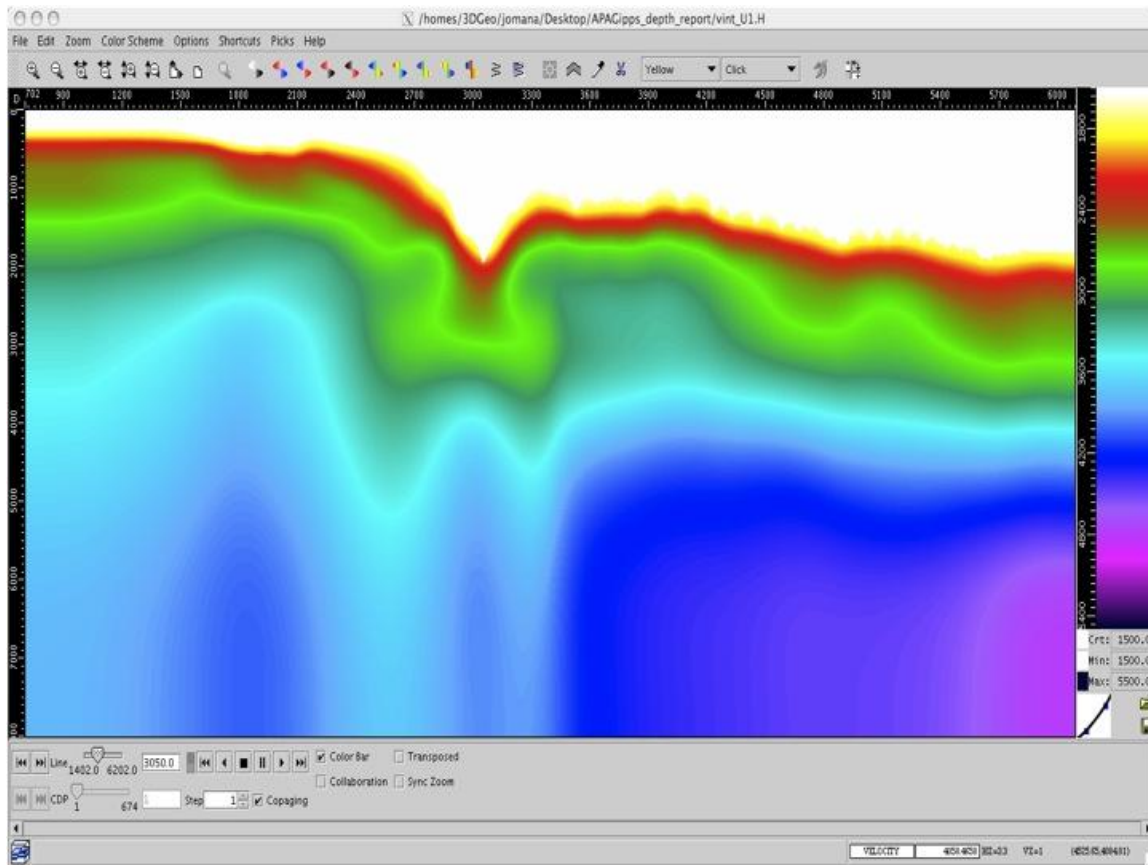 /homes/3DGeo/jomana/Desktop/APAGipps_depth_report/vint_U1.H
File Edit Zoom Color Scheme Options Shortcuts Picks Help
Yellow Click
D 702 900 1200 1500 1800 2100 2400 2700 3000 3300 3600 3900 4200 4500 4800 5100 5400 5700 6000
0
1000
2000
3000
4000
5000
6000
7000
1800
2400
3000
3600
4200
4800
5400
Crt: 1500.0
Min: 1500.0
Max: 5500.0
Line 1402.0 6202.0 3050.0
Color Bar Transposed
Collaboration Sync Zoom
CDP 1 674 1 Step 1 Copaging
VELOCITY